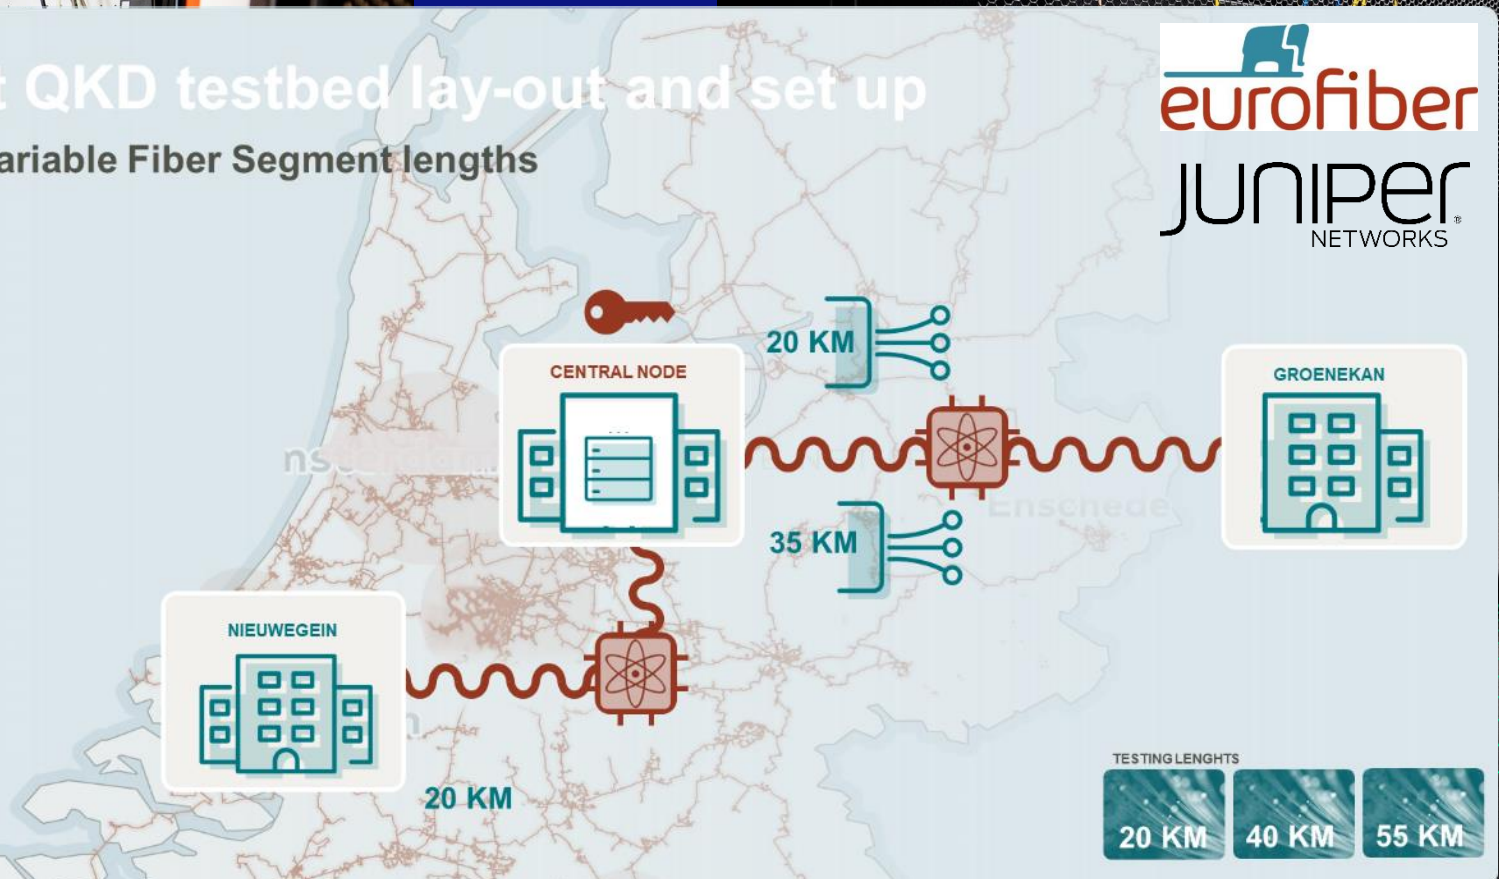 t QKD testbed lay-out and set up
ariable Fiber Segment lengths
eurofiber
JUNIPer
NETWORKS
CENTRAL NODE
20 KM
GROENEKAN
Enschede
35 KM
NIEUWEGEIN
20 KM
TESTING LENGHTS
20 KM 40 KM 55 KM